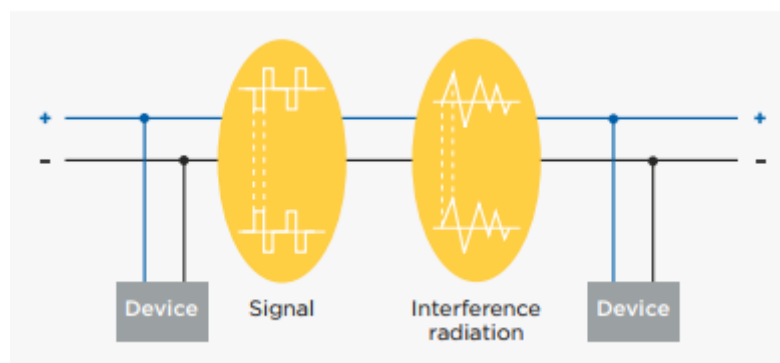 + +
- -
Device Signal Interference Device
radiation